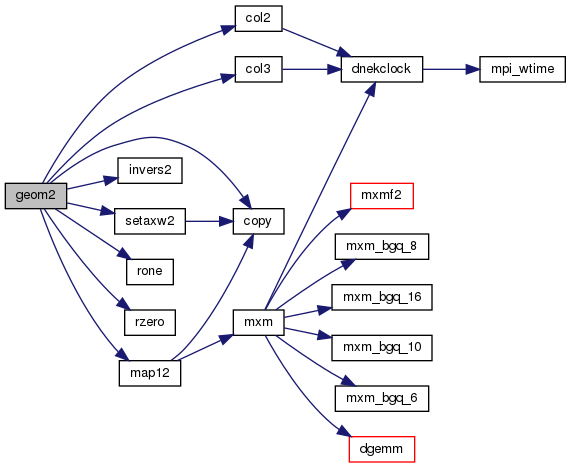 col2
col3
dnekclock
mpi_wtime
invers2
geom2
mxmf2
setaxw2
copy
mxm_bgq_8
rone
mxm_bgq_16
rzero
mxm
mxm_bgq_10
map12
mxm_bgq_6
dgemm